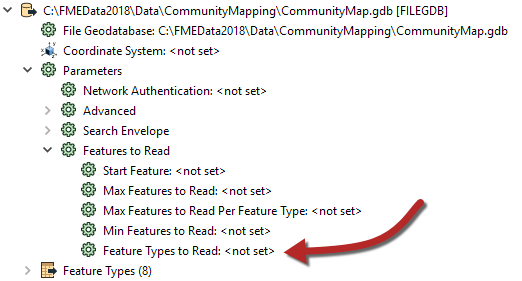 C:\FMEData2018\Data\CommunityMapping\CommunityMap.gdb [FILEGDB]
File Geodatabase: C:\FMEData2018\Data\CommunityMapping\CommunityMap.gdb
Coordinate System: <not set>
Parameters
Network Authentication: <not set>
Advanced
Search Envelope
Features to Read
Start Feature: <not set>
Max Features to Read: <not set>
Max Features to Read Per Feature Type: <not set>
Min Features to Read: <not set>
Feature Types to Read: <not set>
Feature Types (8)